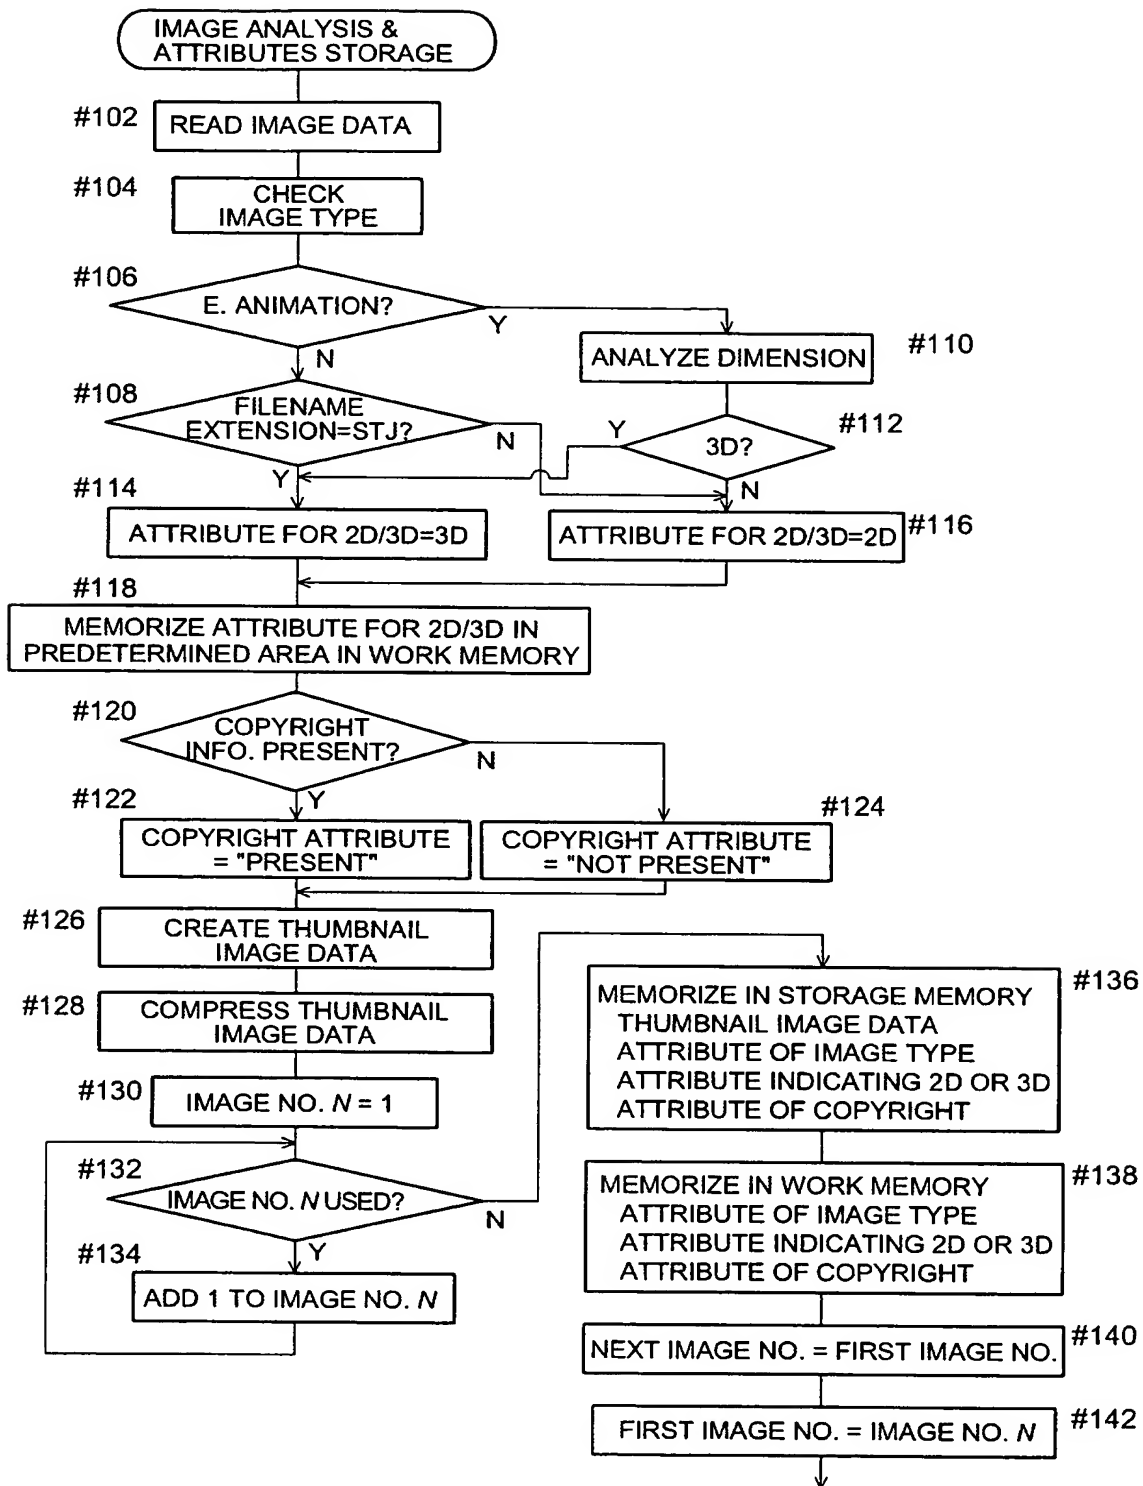 IMAGE ANALYSIS &
ATTRIBUTES STORAGE
#102
READ IMAGE DATA
#104
CHECK
IMAGE TYPE
#106
E. ANIMATION?
Y
N
#110
ANALYZE DIMENSION
#108
FILENAME
EXTENSION=STJ?
N
Y
#112
3D?
Y
N
#114
ATTRIBUTE FOR 2D/3D=3D
#116
ATTRIBUTE FOR 2D/3D=2D
#118
MEMORIZE ATTRIBUTE FOR 2D/3D IN
PREDETERMINED AREA IN WORK MEMORY
#120
COPYRIGHT
INFO. PRESENT?
N
Y
#122
COPYRIGHT ATTRIBUTE
= "PRESENT"
#124
COPYRIGHT ATTRIBUTE
= "NOT PRESENT"
#126
CREATE THUMBNAIL
IMAGE DATA
#128
COMPRESS THUMBNAIL
IMAGE DATA
#130
IMAGE NO. N = 1
#132
IMAGE NO. N USED?
N
Y
#134
ADD 1 TO IMAGE NO. N
#136
MEMORIZE IN STORAGE MEMORY
THUMBNAIL IMAGE DATA
ATTRIBUTE OF IMAGE TYPE
ATTRIBUTE INDICATING 2D OR 3D
ATTRIBUTE OF COPYRIGHT
#138
MEMORIZE IN WORK MEMORY
ATTRIBUTE OF IMAGE TYPE
ATTRIBUTE INDICATING 2D OR 3D
ATTRIBUTE OF COPYRIGHT
#140
NEXT IMAGE NO. = FIRST IMAGE NO.
#142
FIRST IMAGE NO. = IMAGE NO. N